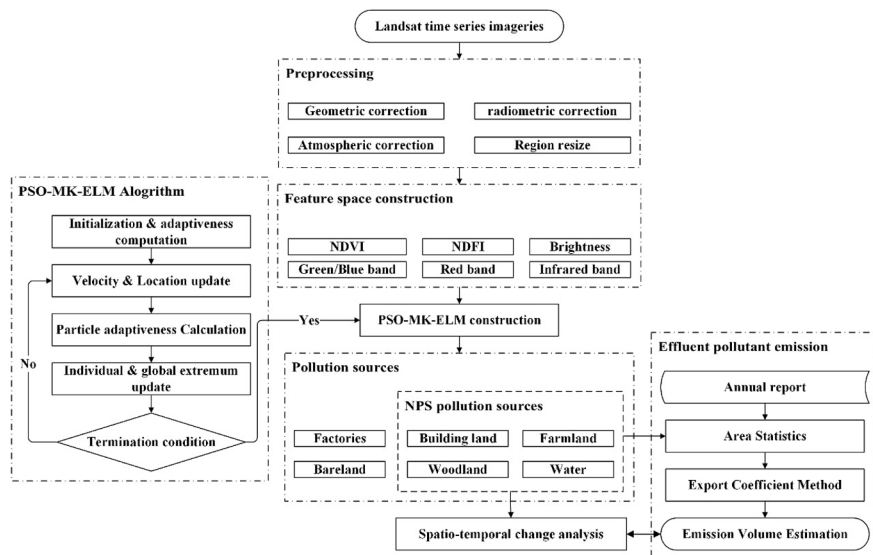 Landsat time series imageries
Preprocessing
Geometric correction
radiometric correction
Atmospheric correction
Region resize
PSO-MK-ELM Alogrithm
Initialization & adaptiveness
computation
Velocity & Location update
Particle adaptiveness Calculation
Individual & global extremum
update
Termination condition
No
Yes
Feature space construction
NDVI
NDFI
Brightness
Green/Blue band
Red band
Infrared band
PSO-MK-ELM construction
Pollution sources
NPS pollution sources
Factories
Building land
Farmland
Bareland
Woodland
Water
Spatio-temporal change analysis
Effluent pollutant emission
Annual report
Area Statistics
Export Coefficient Method
Emission Volume Estimation